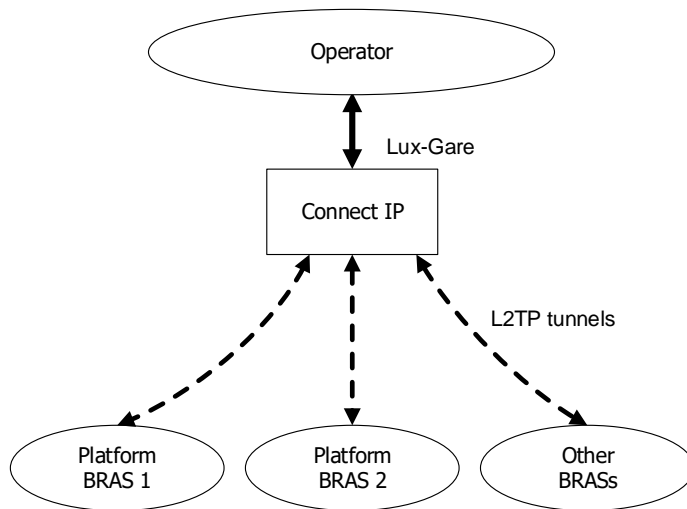 Operator
Lux-Gare
Connect IP
L2TP tunnels
Platform
BRAS 1
Platform
BRAS 2
Other
BRASs